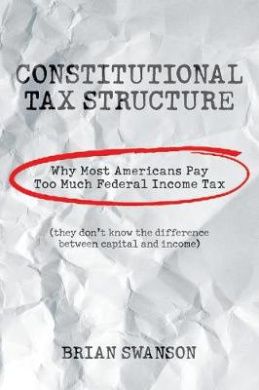 CONSTITUTIONAL
TAX STRUCTURE
Why Most Americans Pay
Too Much Federal Income Tax
(they don't know the difference
between capital and income)
BRIAN SWANSON